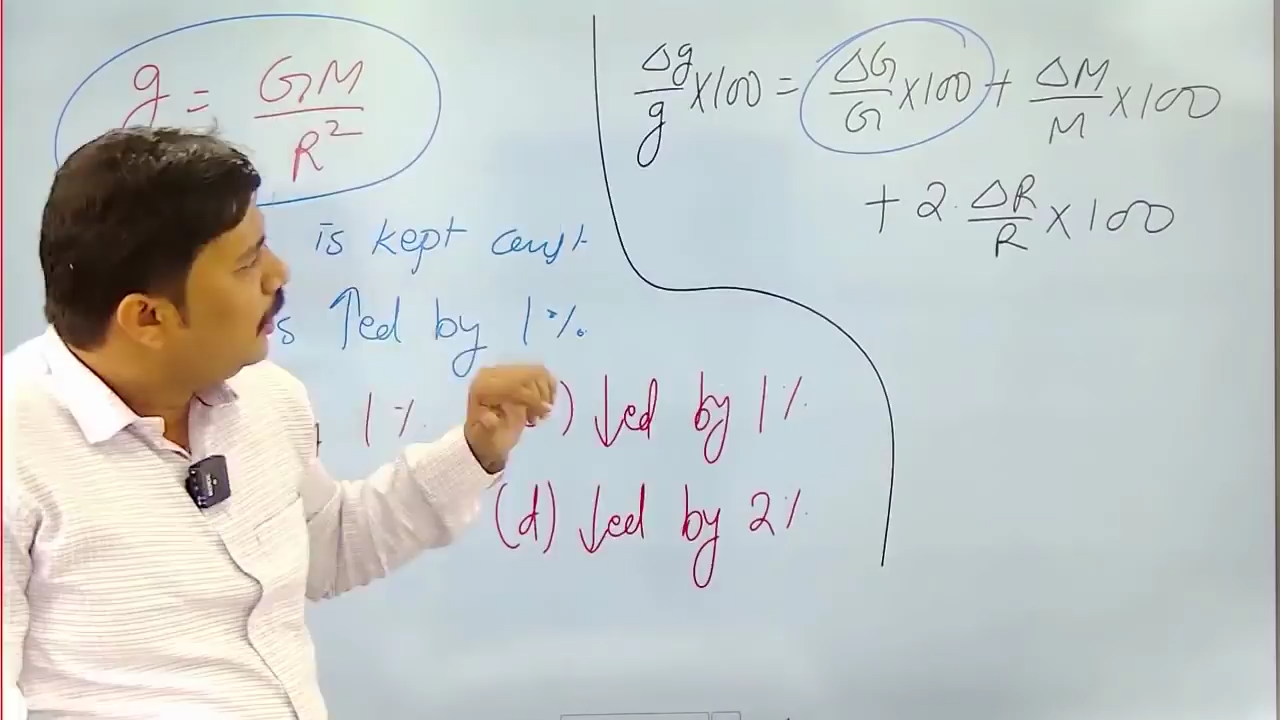 g = GM / R²
Δg/g × 100 = ΔG/G × 100 + ΔM/M × 100
+ 2. ΔR/R × 100
is kept const
s ↑ed by 1%
1% ) ↓ed by 1%
(d) ↓ed by 2%